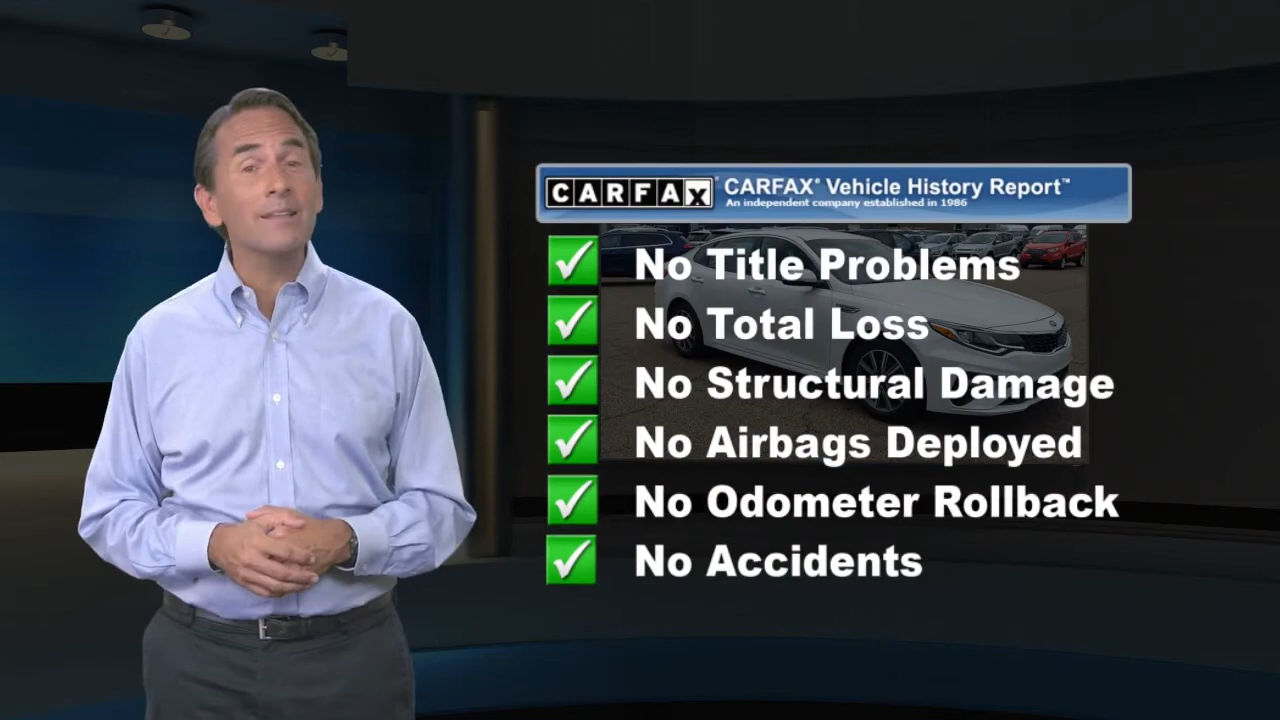 CARFAX® CARFAX® Vehicle History Report™
An independent company established in 1986
No Title Problems
No Total Loss
No Structural Damage
No Airbags Deployed
No Odometer Rollback
No Accidents